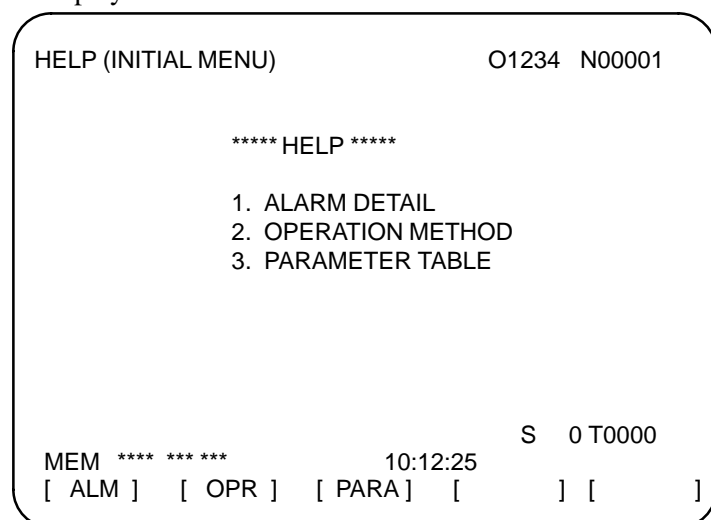 HELP (INITIAL MENU) O1234 N00001
***** HELP *****
1. ALARM DETAIL
2. OPERATION METHOD
3. PARAMETER TABLE
S 0 T0000
MEM **** *** *** 10:12:25
[ ALM ] [ OPR ] [ PARA ] [ ] [ ]